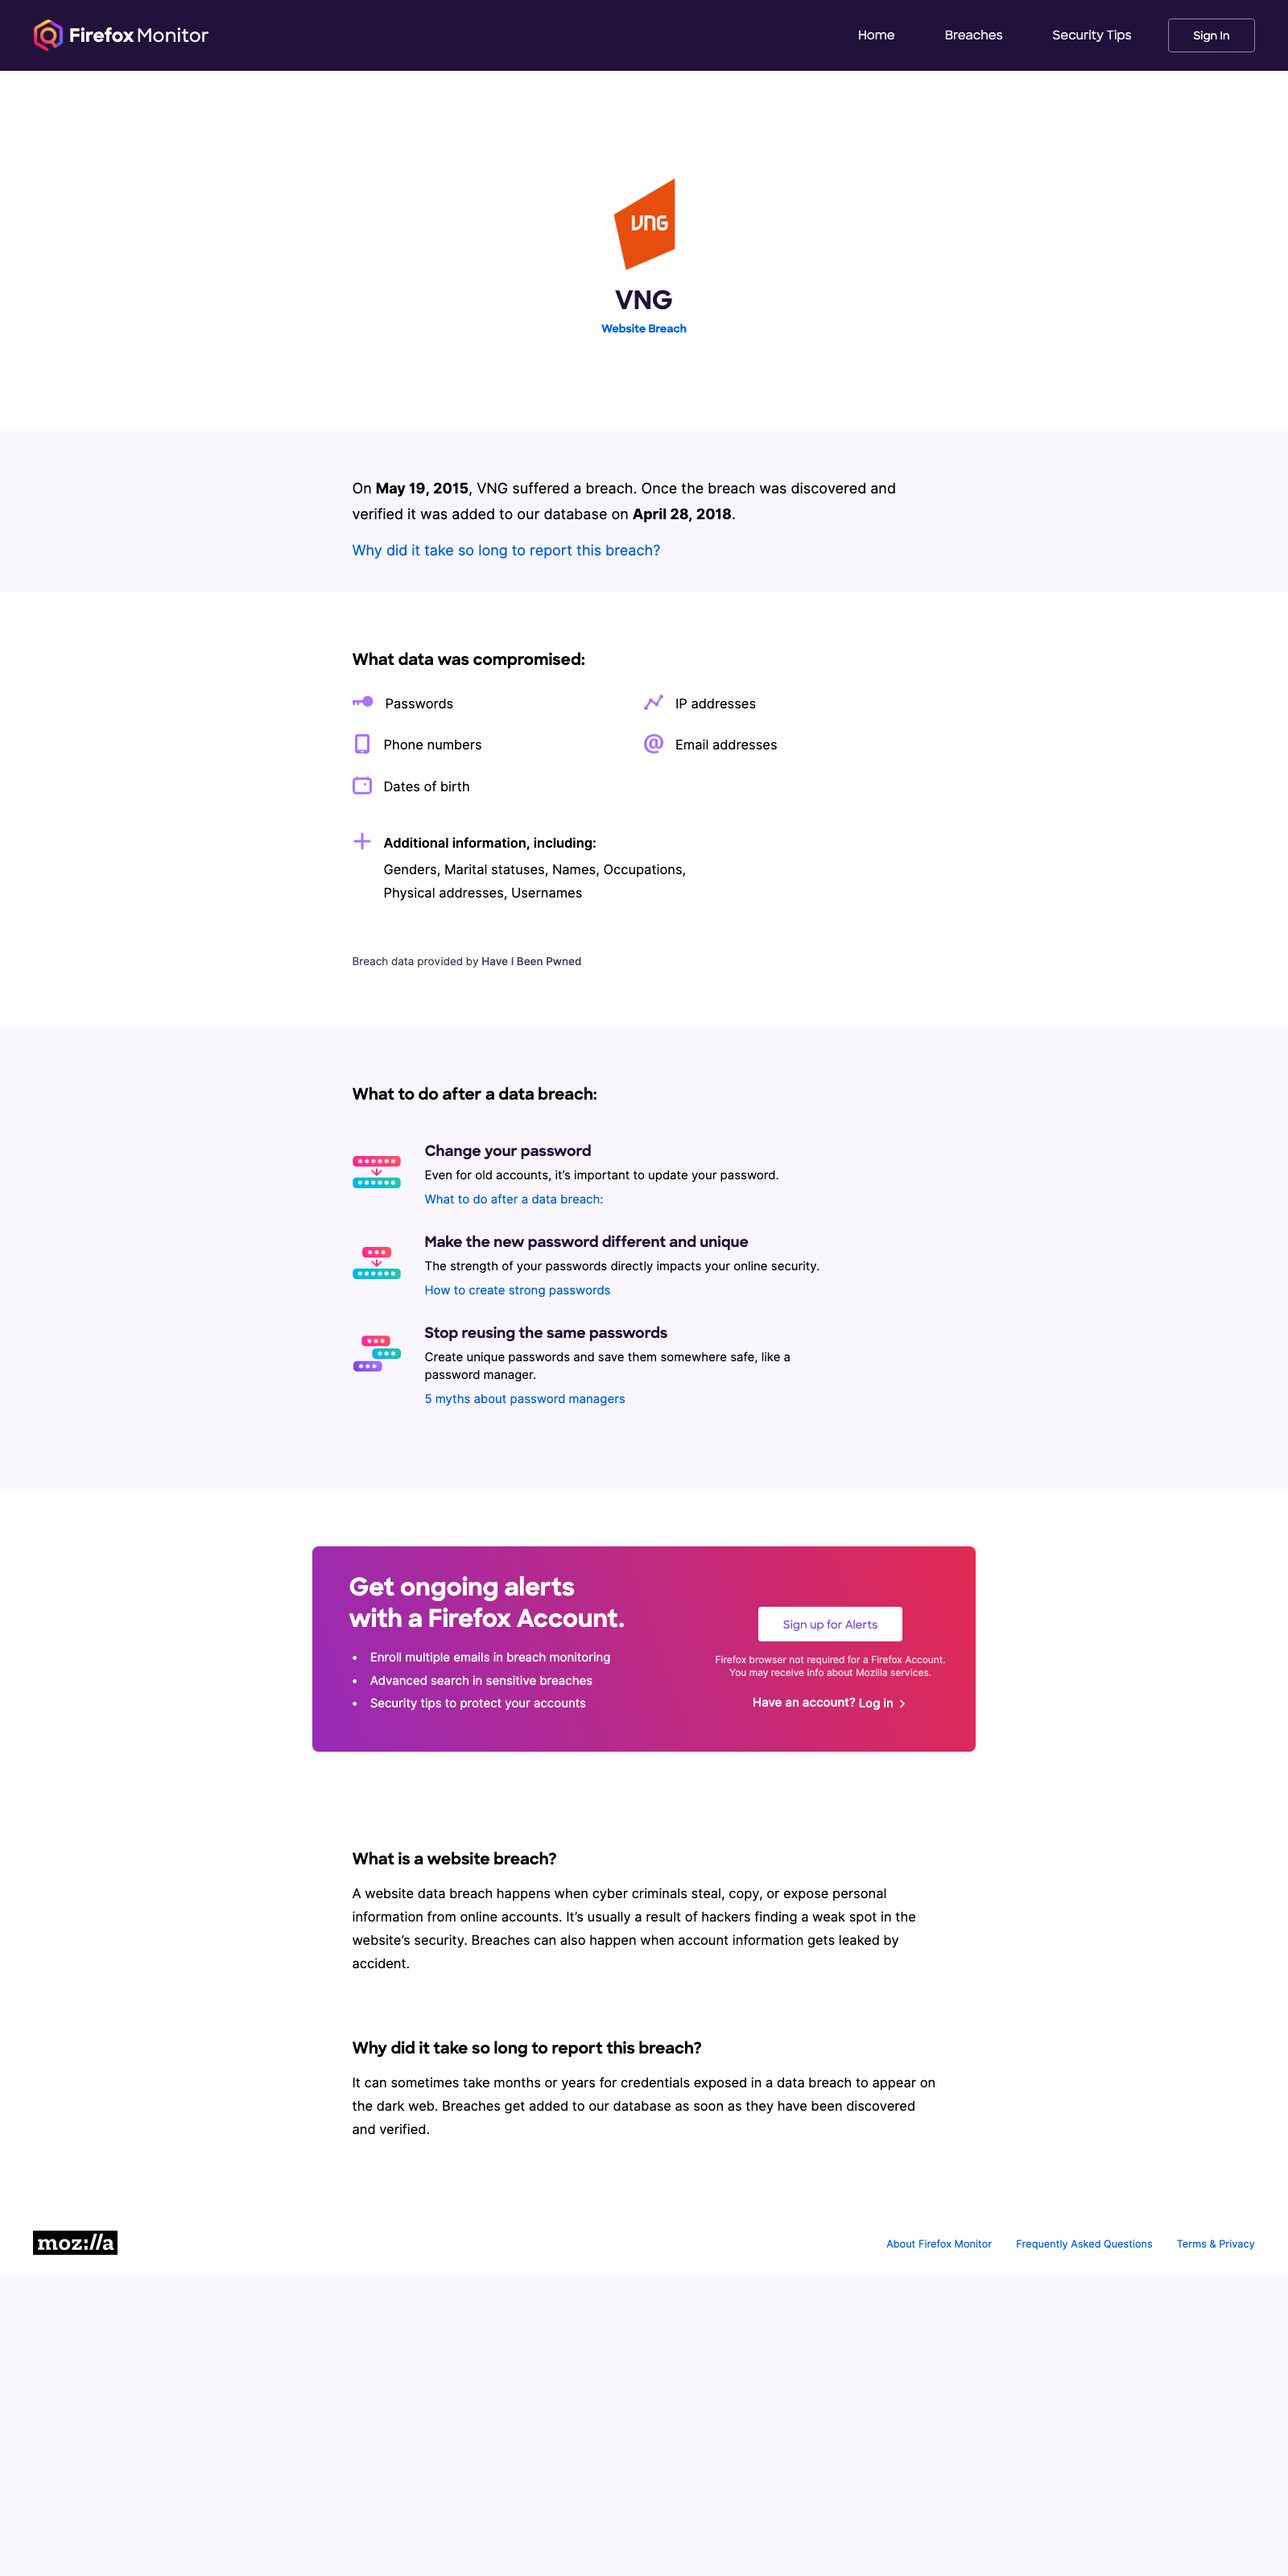 Firefox Monitor
Home
Breaches
Security Tips
Sign In
VNG
VNG
Website Breach
On May 19, 2015, VNG suffered a breach. Once the breach was discovered and
verified it was added to our database on April 28, 2018.
Why did it take so long to report this breach?
What data was compromised:
Passwords
IP addresses
Phone numbers
Email addresses
Dates of birth
Additional information, including:
Genders, Marital statuses, Names, Occupations,
Physical addresses, Usernames
Breach data provided by Have I Been Pwned
What to do after a data breach:
Change your password
Even for old accounts, it’s important to update your password.
What to do after a data breach:
Make the new password different and unique
The strength of your passwords directly impacts your online security.
How to create strong passwords
Stop reusing the same passwords
Create unique passwords and save them somewhere safe, like a
password manager.
5 myths about password managers
Get ongoing alerts
with a Firefox Account.
• Enroll multiple emails in breach monitoring
• Advanced search in sensitive breaches
• Security tips to protect your accounts
Sign up for Alerts
Firefox browser not required for a Firefox Account.
You may receive info about Mozilla services.
Have an account? Log in
What is a website breach?
A website data breach happens when cyber criminals steal, copy, or expose personal
information from online accounts. It’s usually a result of hackers finding a weak spot in the
website’s security. Breaches can also happen when account information gets leaked by
accident.
Why did it take so long to report this breach?
It can sometimes take months or years for credentials exposed in a data breach to appear on
the dark web. Breaches get added to our database as soon as they have been discovered
and verified.
moz://a
About Firefox Monitor
Frequently Asked Questions
Terms & Privacy